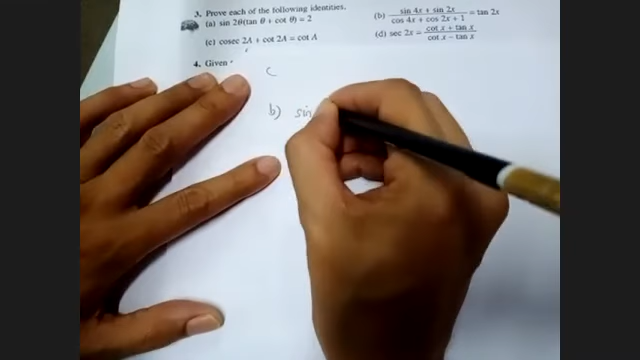 3. Prove each of the following identities.
(a) sin 2θ(tan θ + cot θ) = 2
(b) sin 4x + sin 2x / cos 4x + cos 2x + 1 = tan 2x
(c) cosec 2A + cot 2A = cot A
(d) sec 2x = cot x + tan x / cot x − tan x
4. Given
b) sin